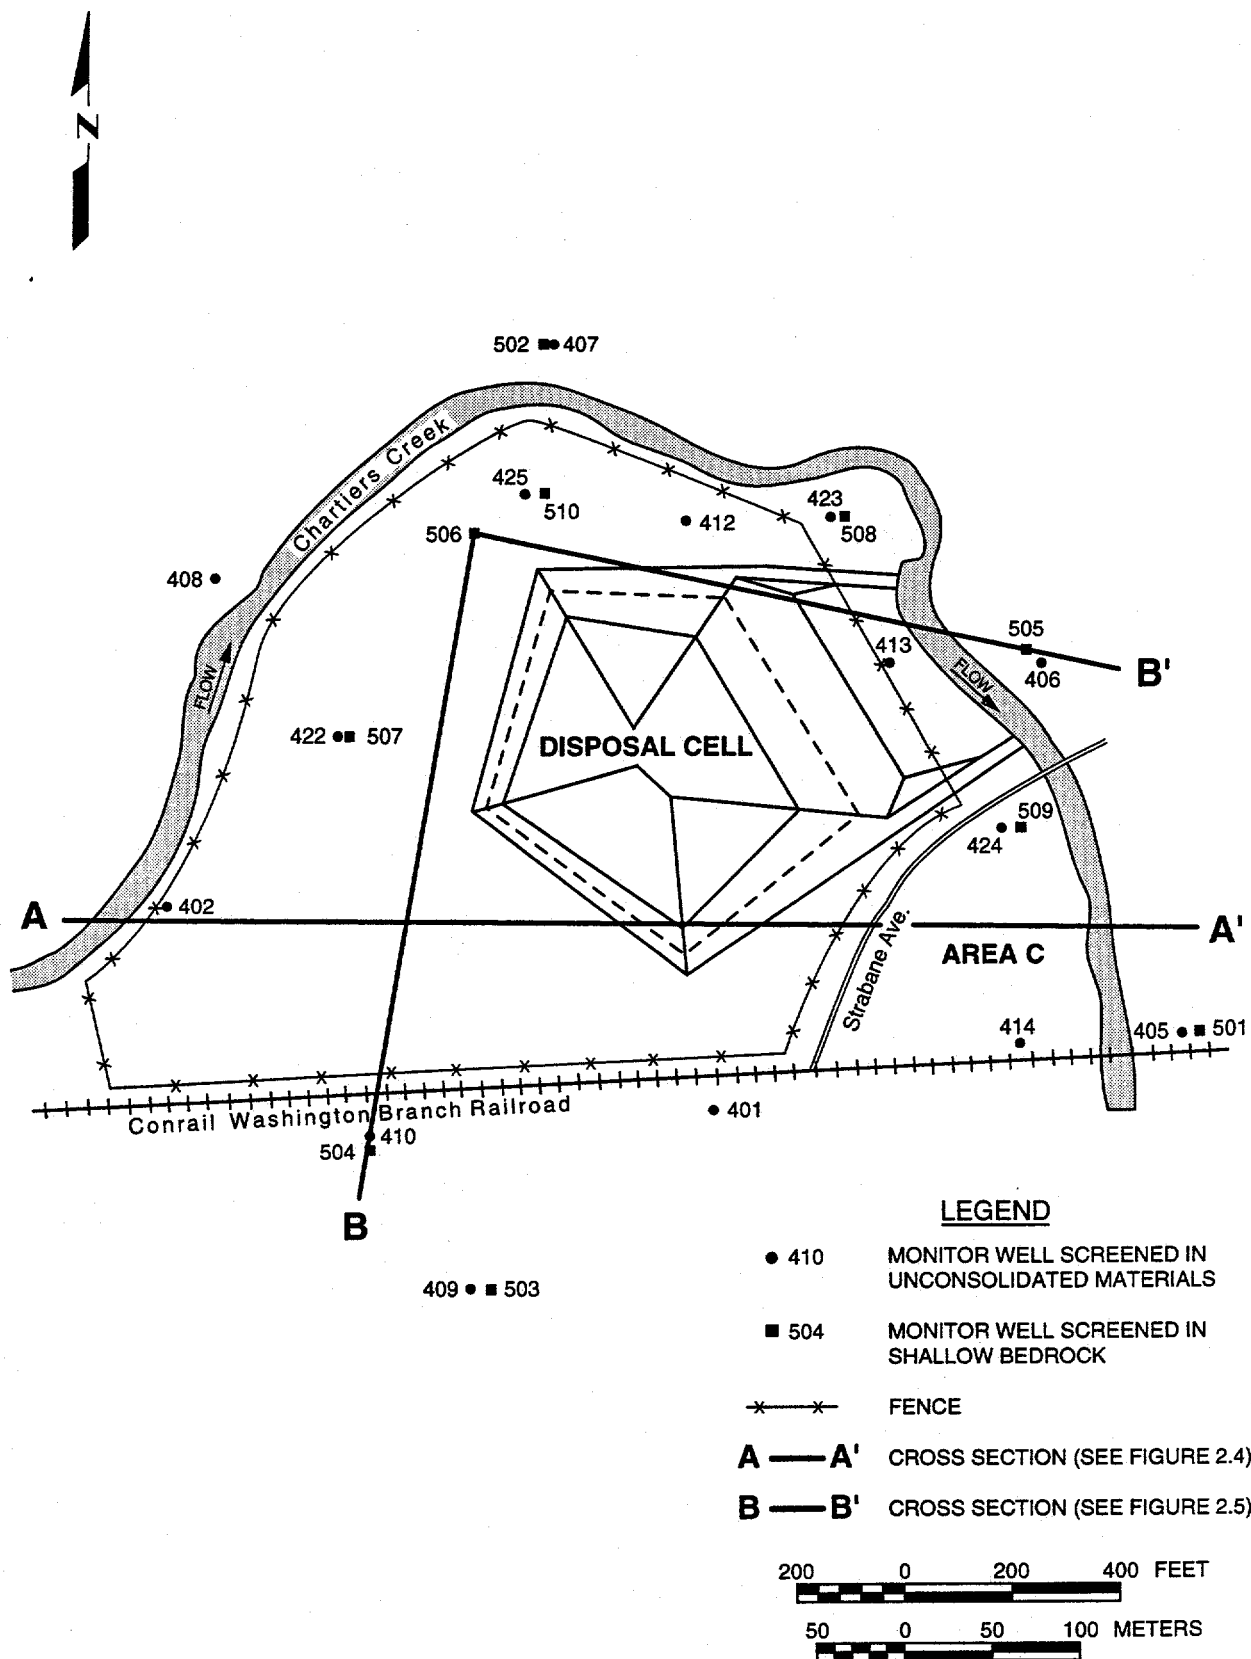 N
502 407
Chartiers Creek
425
510
412
423
508
506
408
FLOW
413
505
406
B'
FLOW
422 507
DISPOSAL CELL
509
424
A
402
A'
AREA C
Strabane Ave.
414
405 501
Conrail Washington Branch Railroad
401
410
504
B
409 503
LEGEND
410 MONITOR WELL SCREENED IN
UNCONSOLIDATED MATERIALS
504 MONITOR WELL SCREENED IN
SHALLOW BEDROCK
FENCE
A A' CROSS SECTION (SEE FIGURE 2.4)
B B' CROSS SECTION (SEE FIGURE 2.5)
200 0 200 400 FEET
50 0 50 100 METERS